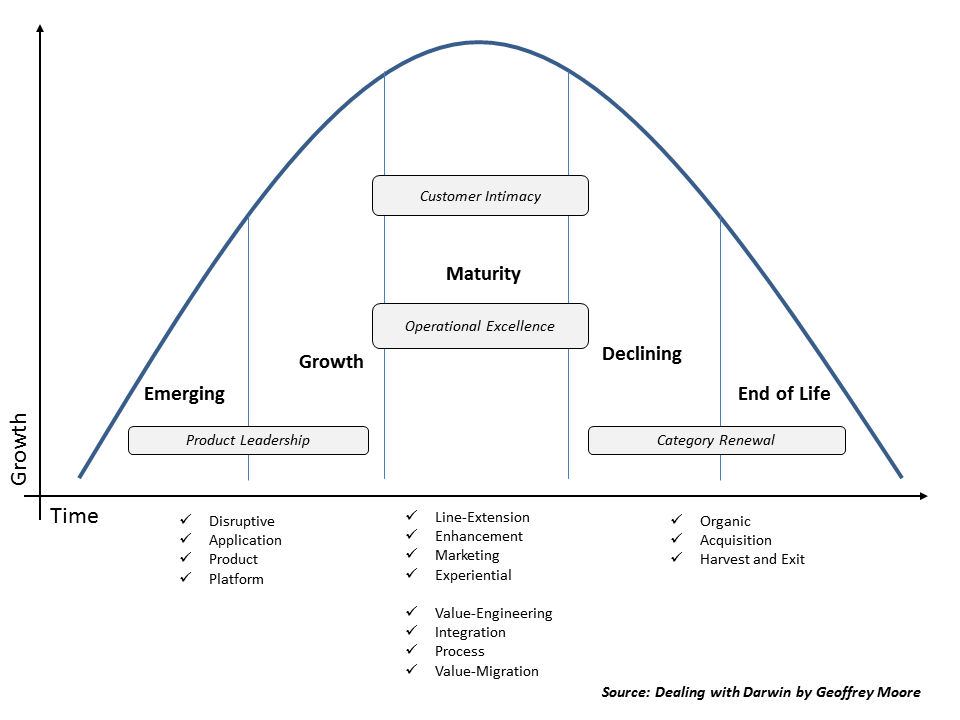 Customer Intimacy
Maturity
Operational Excellence
Growth
Declining
Emerging
End of Life
Product Leadership
Category Renewal
Growth
Time
Disruptive
Application
Product
Platform
Line-Extension
Enhancement
Marketing
Experiential
Value-Engineering
Integration
Process
Value-Migration
Organic
Acquisition
Harvest and Exit
Source: Dealing with Darwin by Geoffrey Moore